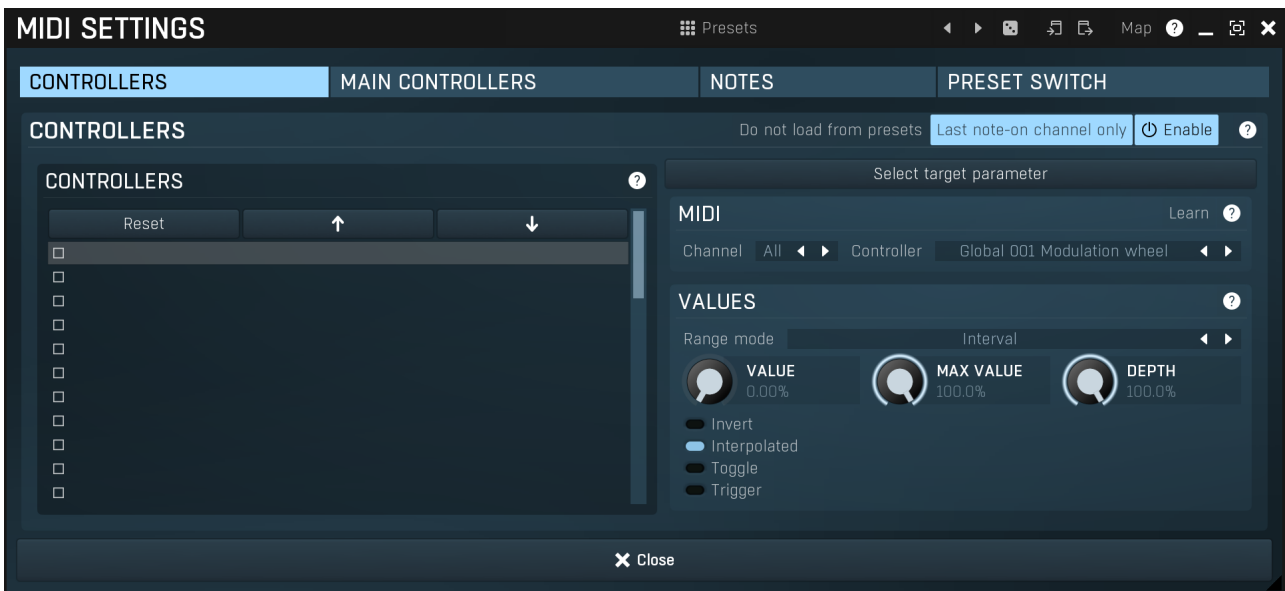 MIDI SETTINGS Presets Map ?
CONTROLLERS MAIN CONTROLLERS NOTES PRESET SWITCH
CONTROLLERS Do not load from presets Last note-on channel only Enable ?
CONTROLLERS ?
Reset
Select target parameter
MIDI Learn ?
Channel All Controller Global 001 Modulation wheel
VALUES ?
Range mode Interval
VALUE
0.00%
MAX VALUE
100.0%
DEPTH
100.0%
Invert
Interpolated
Toggle
Trigger
Close